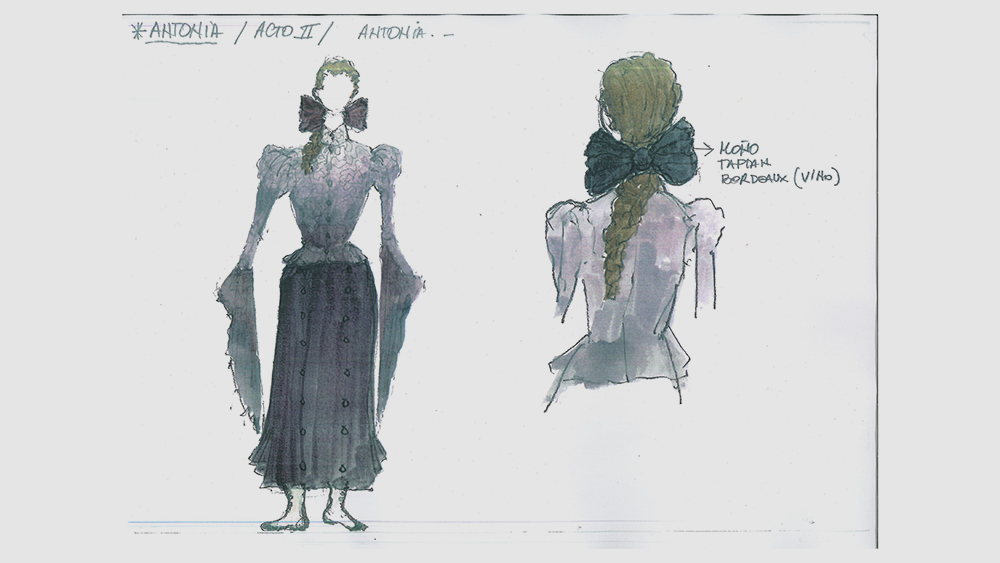 *ANTONIA / ACTO II / ANTONIA.-
MOÑO
TAPIAN
BORDEAUX (VINO)